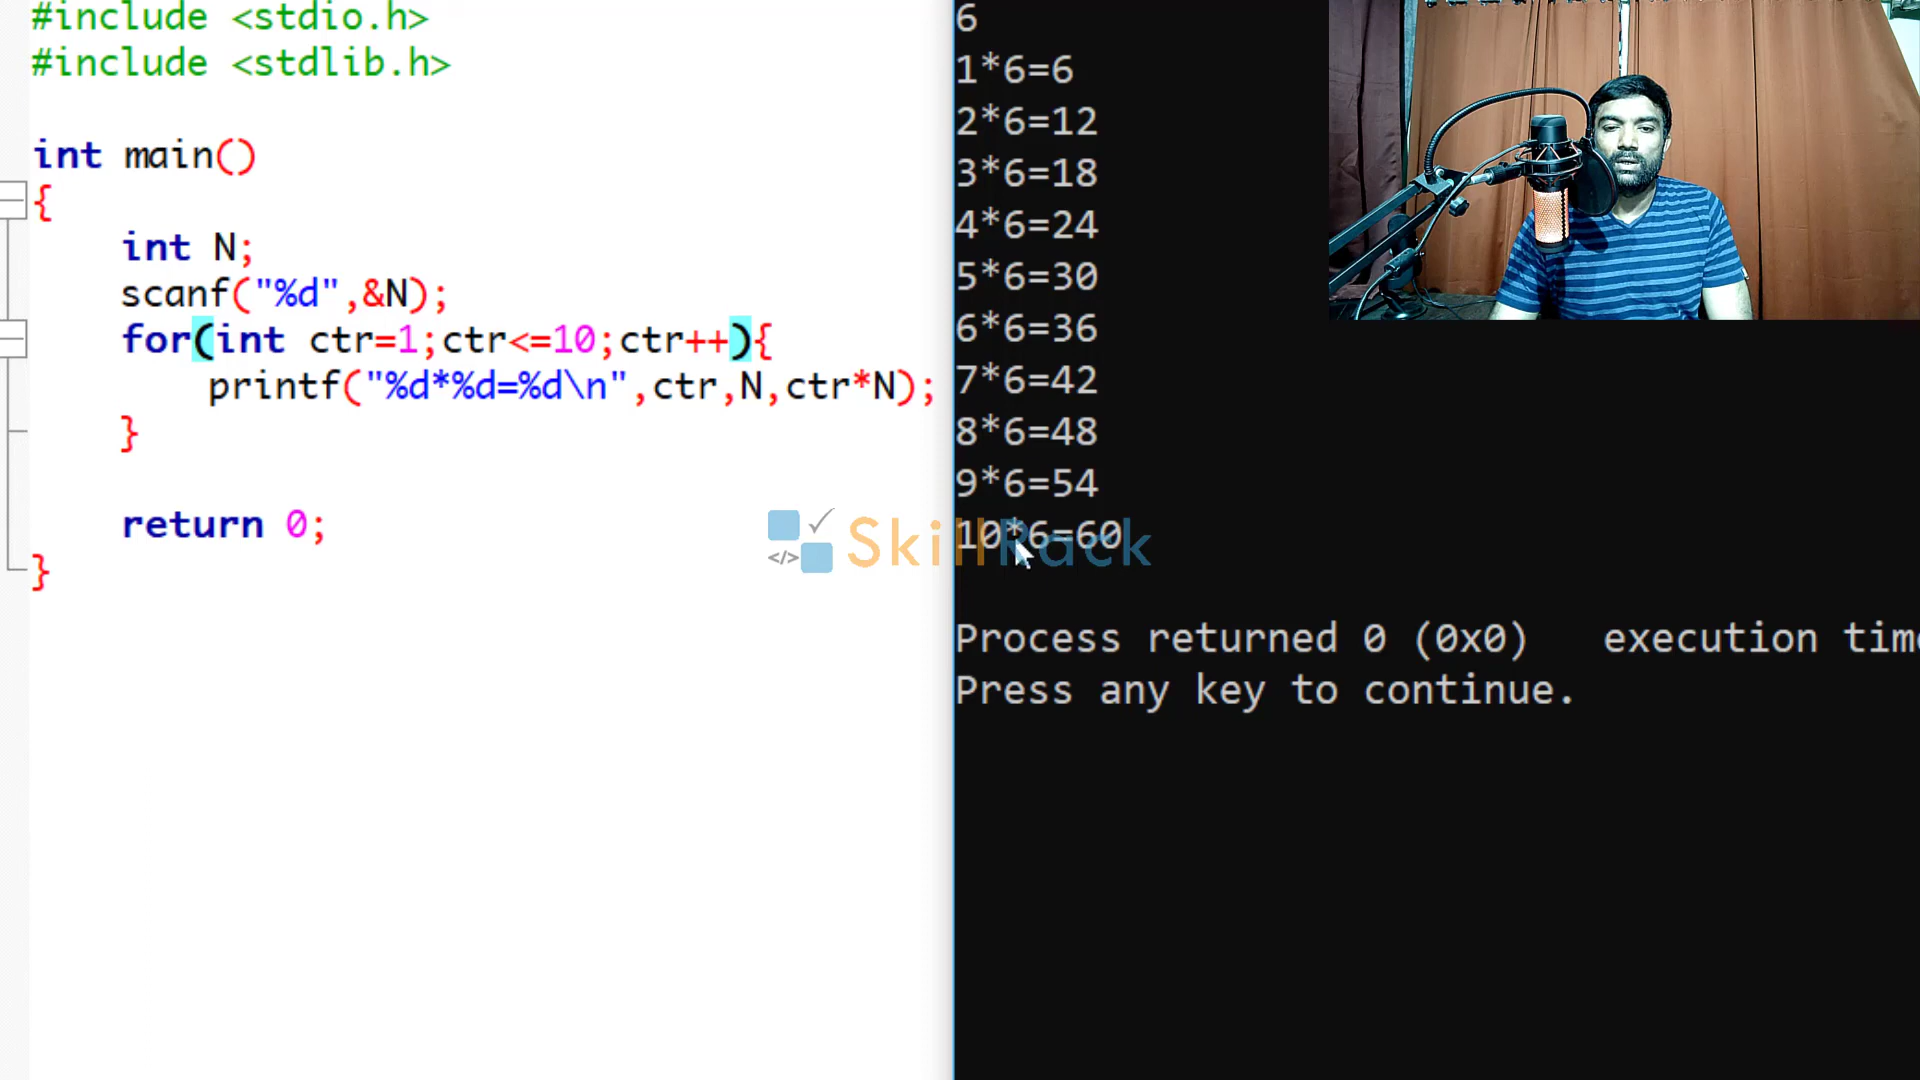 #include <stdio.h>
#include <stdlib.h>
int main()
{
int N;
scanf("%d",&N);
for(int ctr=1;ctr<=10;ctr++){
printf("%d*%d=%d\n",ctr,N,ctr*N);
}
return 0;
}
6
1*6=6
2*6=12
3*6=18
4*6=24
5*6=30
6*6=36
7*6=42
8*6=48
9*6=54
10*6=60
Process returned 0 (0x0)   execution time
Press any key to continue.
</> SkillRack